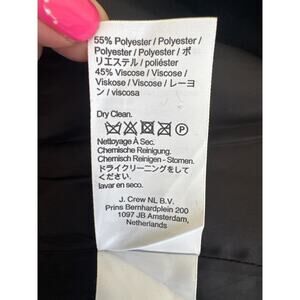 55% Polyester / Polyester /
Polyester / Polyester / ポ
リエステル / poliéster
45% Viscose / Viscose /
Viskose / Viscose / レーヨ
ン / viscosa
Dry Clean.
P
Nettoyage À Sec.
Chemische Reinigung.
Chemisch Reinigen - Stomen.
ドライクリーニングをして
ください.
lavar en seco.
J. Crew NL B.V.
Prins Bernhardplein 200
1097 JB Amsterdam,
Netherlands